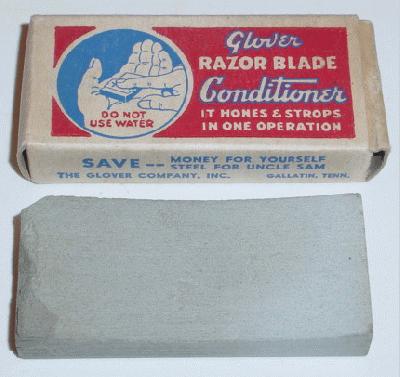 Glover
RAZOR BLADE
Conditioner
IT HONES & STROPS
IN ONE OPERATION
DO NOT
USE WATER
SAVE -- MONEY FOR YOURSELF
STEEL FOR UNCLE SAM
THE GLOVER COMPANY, INC. GALLATIN, TENN.